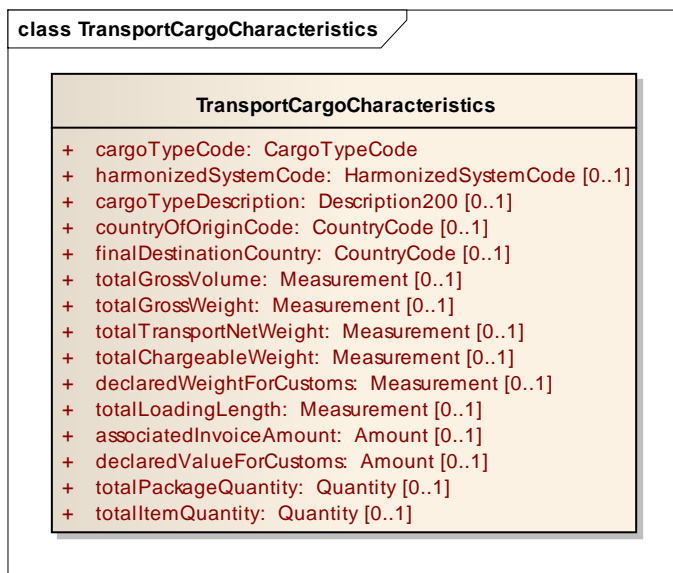 class TransportCargoCharacteristics
TransportCargoCharacteristics
+ cargoTypeCode: CargoTypeCode
+ harmonizedSystemCode: HarmonizedSystemCode [0..1]
+ cargoTypeDescription: Description200 [0..1]
+ countryOfOriginCode: CountryCode [0..1]
+ finalDestinationCountry: CountryCode [0..1]
+ totalGrossVolume: Measurement [0..1]
+ totalGrossWeight: Measurement [0..1]
+ totalTransportNetWeight: Measurement [0..1]
+ totalChargeableWeight: Measurement [0..1]
+ declaredWeightForCustoms: Measurement [0..1]
+ totalLoadingLength: Measurement [0..1]
+ associatedInvoiceAmount: Amount [0..1]
+ declaredValueForCustoms: Amount [0..1]
+ totalPackageQuantity: Quantity [0..1]
+ totalItemQuantity: Quantity [0..1]